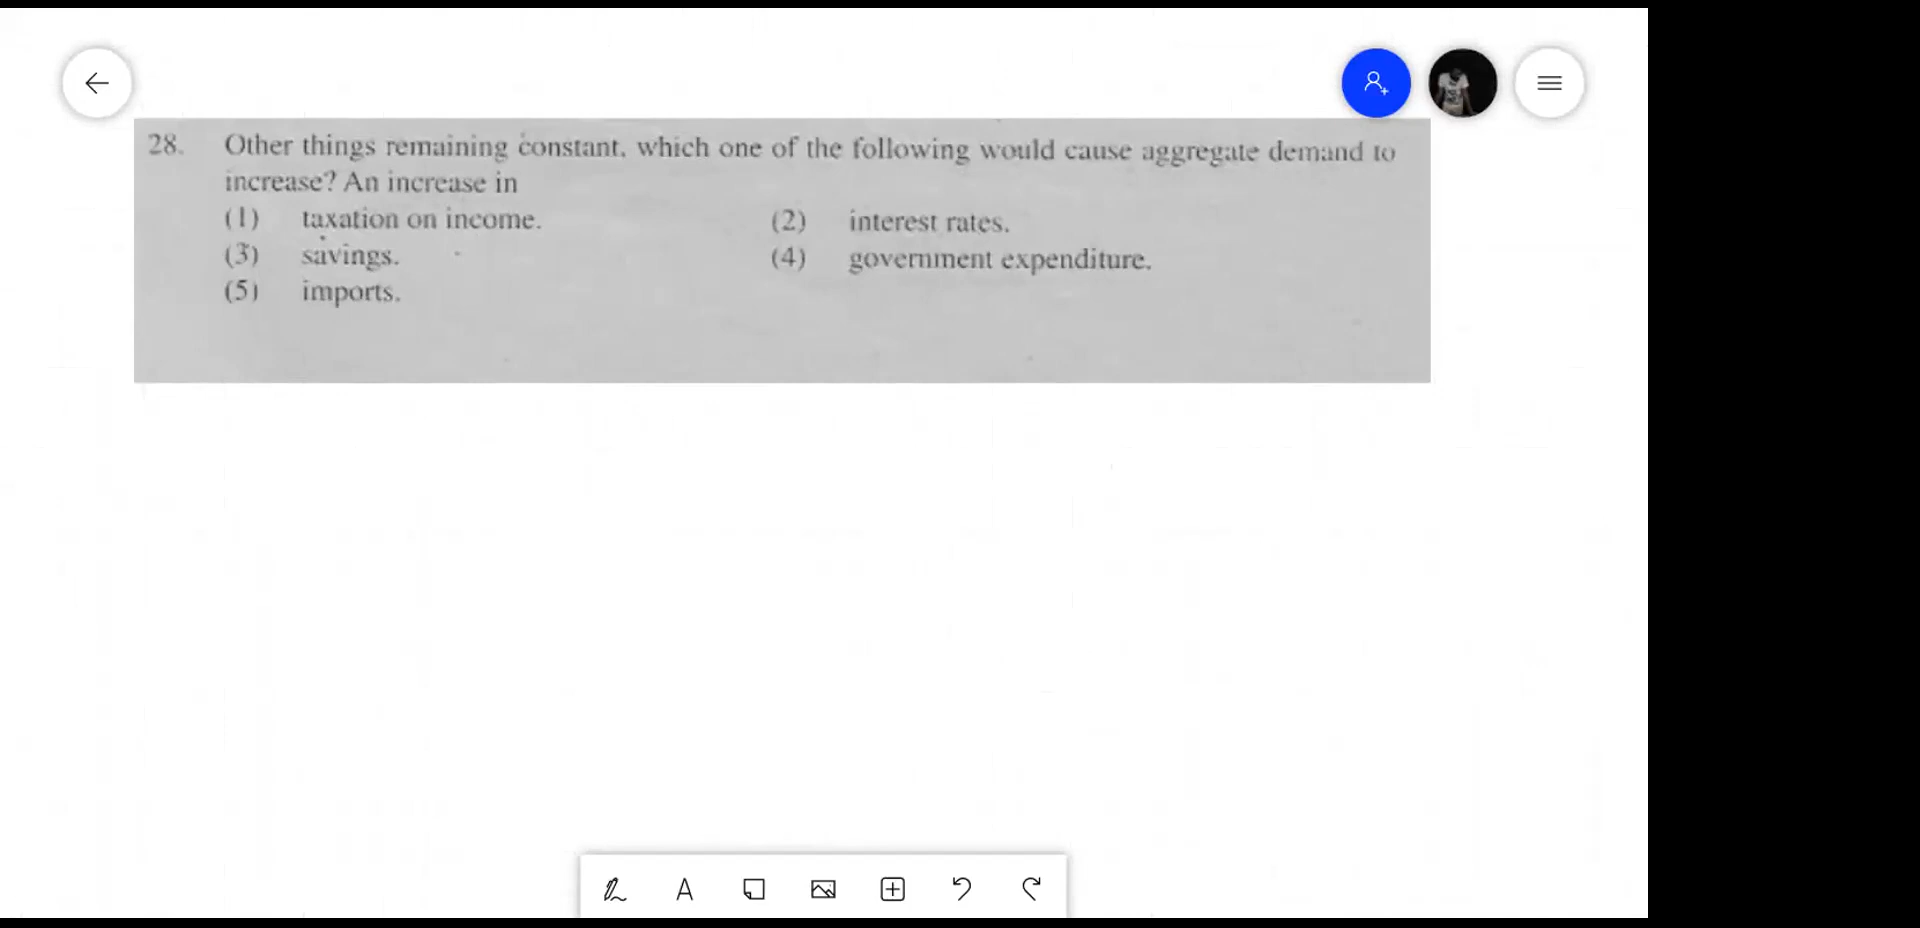 28. Other things remaining constant, which one of the following would cause aggregate demand to
increase? An increase in
(1) taxation on income. (2) interest rates.
(3) savings. (4) government expenditure.
(5) imports.
A